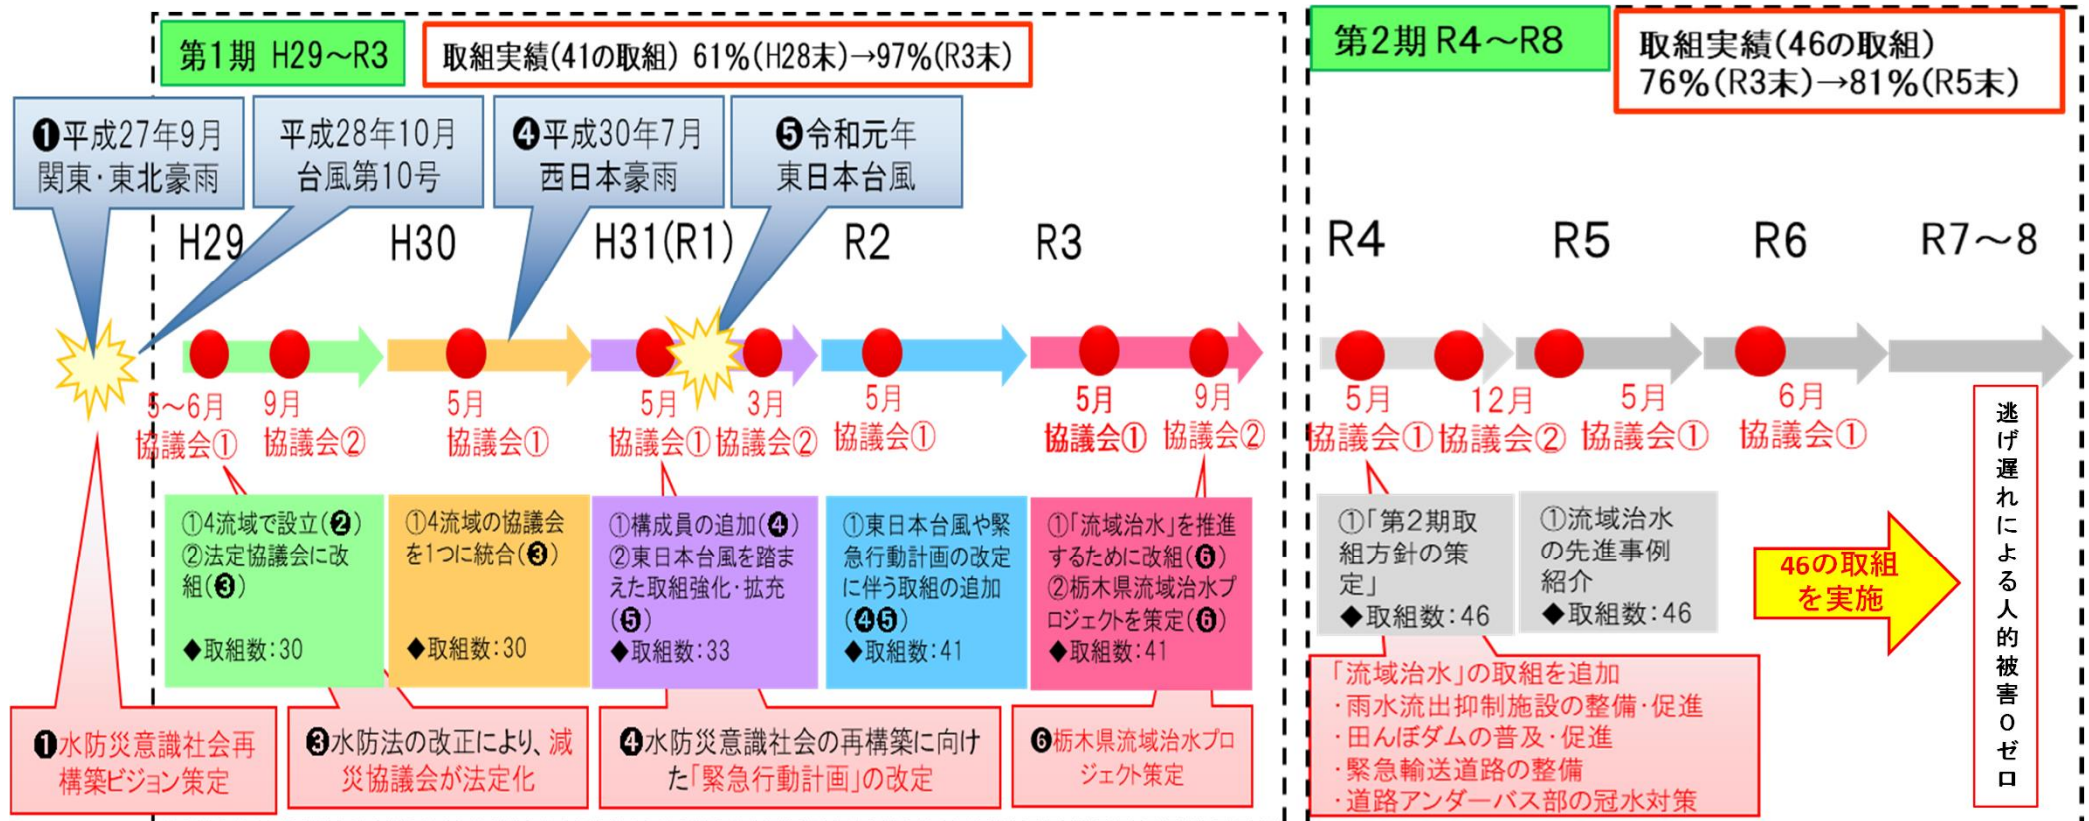 第1期 H29～R3
取組実績(41の取組) 61%(H28末)→97%(R3末)
第2期 R4～R8
取組実績(46の取組)
76%(R3末)→81%(R5末)
❶平成27年9月
関東・東北豪雨
平成28年10月
台風第10号
❹平成30年7月
西日本豪雨
❺令和元年
東日本台風
H29
H30
H31(R1)
R2
R3
R4
R5
R6
R7～8
5～6月
協議会①
9月
協議会②
5月
協議会①
5月
協議会①
3月
協議会②
5月
協議会①
5月
協議会①
9月
協議会②
5月
協議会①
12月
協議会②
5月
協議会①
6月
協議会①
①4流域で設立(❷)
②法定協議会に改
組(❸)
◆取組数:30
①4流域の協議会
を1つに統合(❸)
◆取組数:30
①構成員の追加(❹)
②東日本台風を踏ま
えた取組強化・拡充
(❺)
◆取組数:33
①東日本台風や緊
急行動計画の改定
に伴う取組の追加
(❹❺)
◆取組数:41
①「流域治水」を推進
するために改組(❻)
②栃木県流域治水プ
ロジェクトを策定(❻)
◆取組数:41
①「第2期取
組方針の策
定」
◆取組数:46
①流域治水
の先進事例
紹介
◆取組数:46
46の取組
を実施
逃げ遅れによる人的被害0ゼロ
❶水防災意識社会再
構築ビジョン策定
❸水防法の改正により、減
災協議会が法定化
❹水防災意識社会の再構築に向け
た「緊急行動計画」の改定
❻栃木県流域治水プロ
ジェクト策定
「流域治水」の取組を追加
・雨水流出抑制施設の整備・促進
・田んぼダムの普及・促進
・緊急輸送道路の整備
・道路アンダーパス部の冠水対策